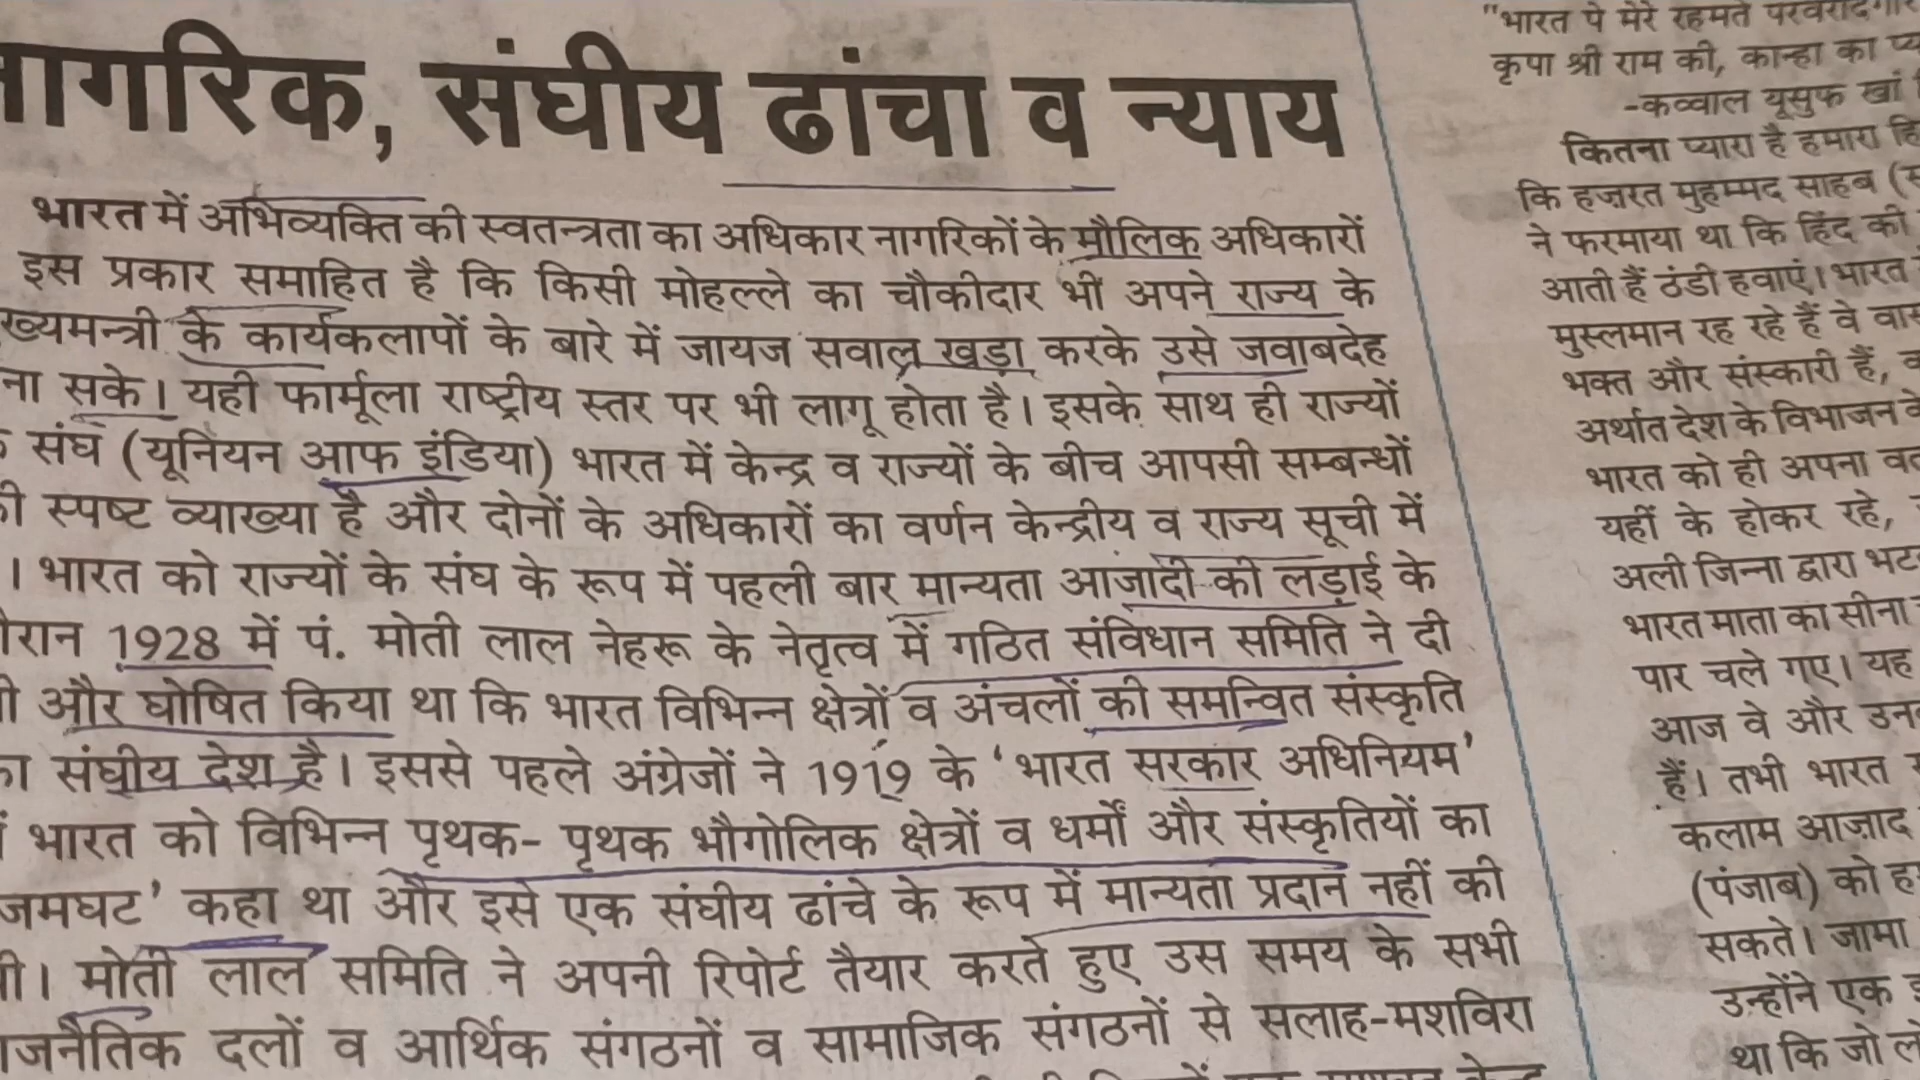 नागरिक, संघीय ढांचा व न्याय
भारत में अभिव्यक्ति की स्वतन्त्रता का अधिकार नागरिकों के मौलिक अधिकारों
इस प्रकार समाहित है कि किसी मोहल्ले का चौकीदार भी अपने राज्य के
ख्यमन्त्री के कार्यकलापों के बारे में जायज सवाल खड़ा करके उसे जवाबदेह
ना सके। यही फार्मूला राष्ट्रीय स्तर पर भी लागू होता है। इसके साथ ही राज्यों
संघ (यूनियन आफ इंडिया) भारत में केन्द्र व राज्यों के बीच आपसी सम्बन्धों
की स्पष्ट व्याख्या है और दोनों के अधिकारों का वर्णन केन्द्रीय व राज्य सूची में
। भारत को राज्यों के संघ के रूप में पहली बार मान्यता आजादी की लड़ाई के
ौरान 1928 में पं. मोती लाल नेहरू के नेतृत्व में गठित संविधान समिति ने दी
ी और घोषित किया था कि भारत विभिन्न क्षेत्रों व अंचलों की समन्वित संस्कृति
का संघीय देश है। इससे पहले अंग्रेजों ने 1919 के ‘भारत सरकार अधिनियम’
भारत को विभिन्न पृथक- पृथक भौगोलिक क्षेत्रों व धर्मों और संस्कृतियों का
जमघट’ कहा था और इसे एक संघीय ढांचे के रूप में मान्यता प्रदान नहीं की
ी। मोती लाल समिति ने अपनी रिपोर्ट तैयार करते हुए उस समय के सभी
ाजनैतिक दलों व आर्थिक संगठनों व सामाजिक संगठनों से सलाह-मशविरा
"भारत पे मेरे रहमते परवरदिगार
कृपा श्री राम की, कान्हा का
-कव्वाल यूसुफ खां
कितना प्यारा है हमारा
कि हज़रत मुहम्मद साहब
ने फरमाया था कि हिंद की
आती हैं ठंडी हवाएं। भारत
मुस्लमान रह रहे हैं वे
भक्त और संस्कारी हैं,
अर्थात देश के विभाजन
भारत को ही अपना
यहीं के होकर रहे,
अली जिन्ना द्वारा
भारत माता का सीना
पार चले गए। यह
आज वे और
हैं। तभी भारत
कलाम आज़ाद
(पंजाब) को
सकते। जामा
उन्होंने एक
था कि जो